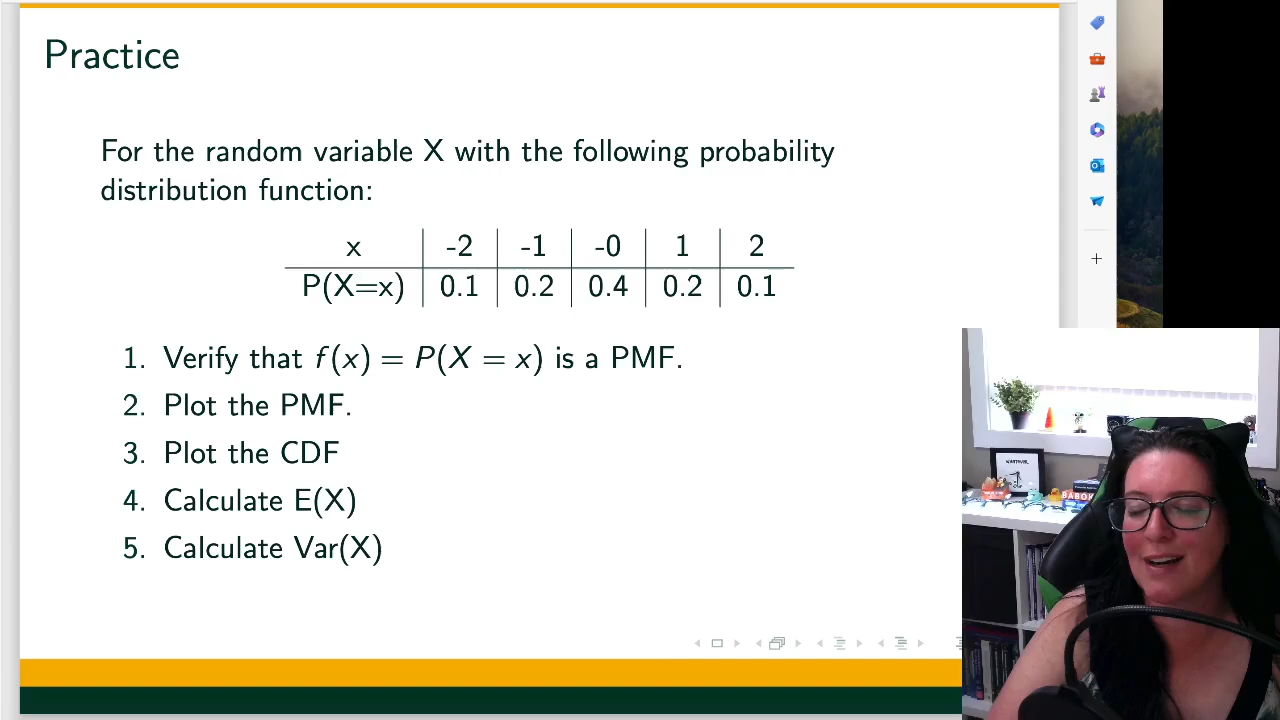 Practice
For the random variable X with the following probability
distribution function:
x -2 -1 -0 1 2
P(X=x) 0.1 0.2 0.4 0.2 0.1
1. Verify that f(x) = P(X = x) is a PMF.
2. Plot the PMF.
3. Plot the CDF
4. Calculate E(X)
5. Calculate Var(X)
BABOK